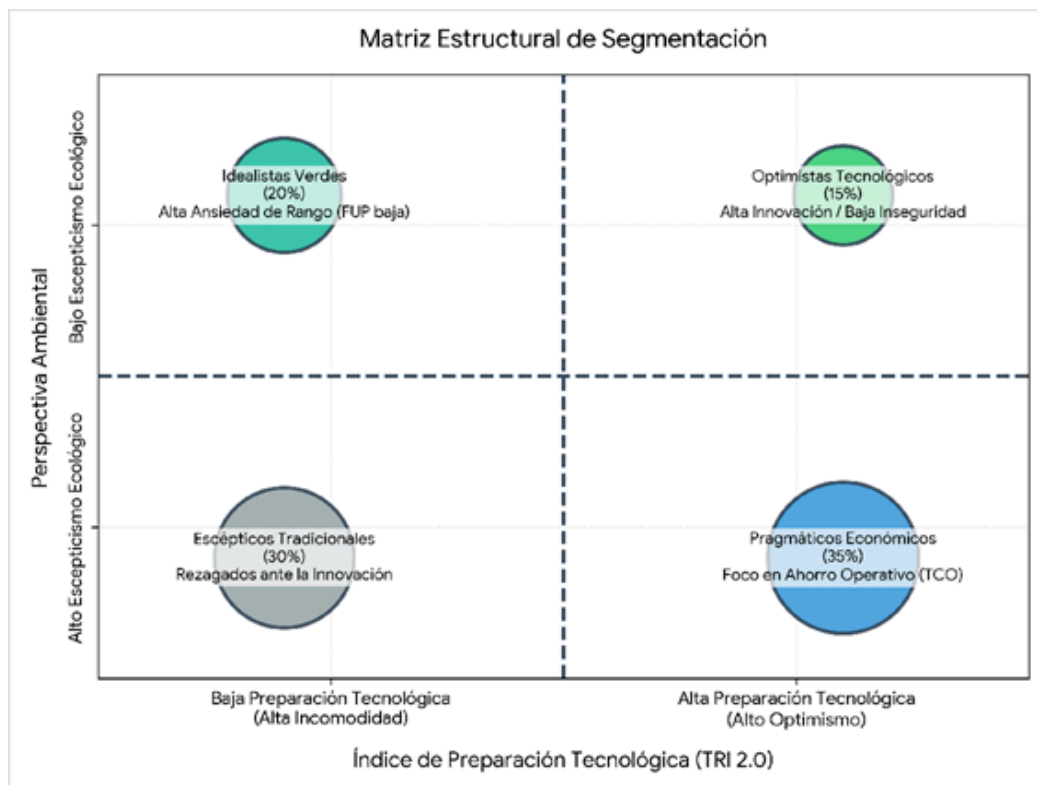 Matriz Estructural de Segmentación
Perspectiva Ambiental
Bajo Escepticismo Ecológico
Alto Escepticismo Ecológico
Idealistas Verdes
(20%)
Alta Ansiedad de Rango (FUP baja)
Optimistas Tecnológicos
(15%)
Alta Innovación / Baja Inseguridad
Escépticos Tradicionales
(30%)
Rezagados ante la Innovación
Pragmáticos Económicos
(35%)
Foco en Ahorro Operativo (TCO)
Baja Preparación Tecnológica
(Alta Incomodidad)
Alta Preparación Tecnológica
(Alto Optimismo)
Índice de Preparación Tecnológica (TRI 2.0)